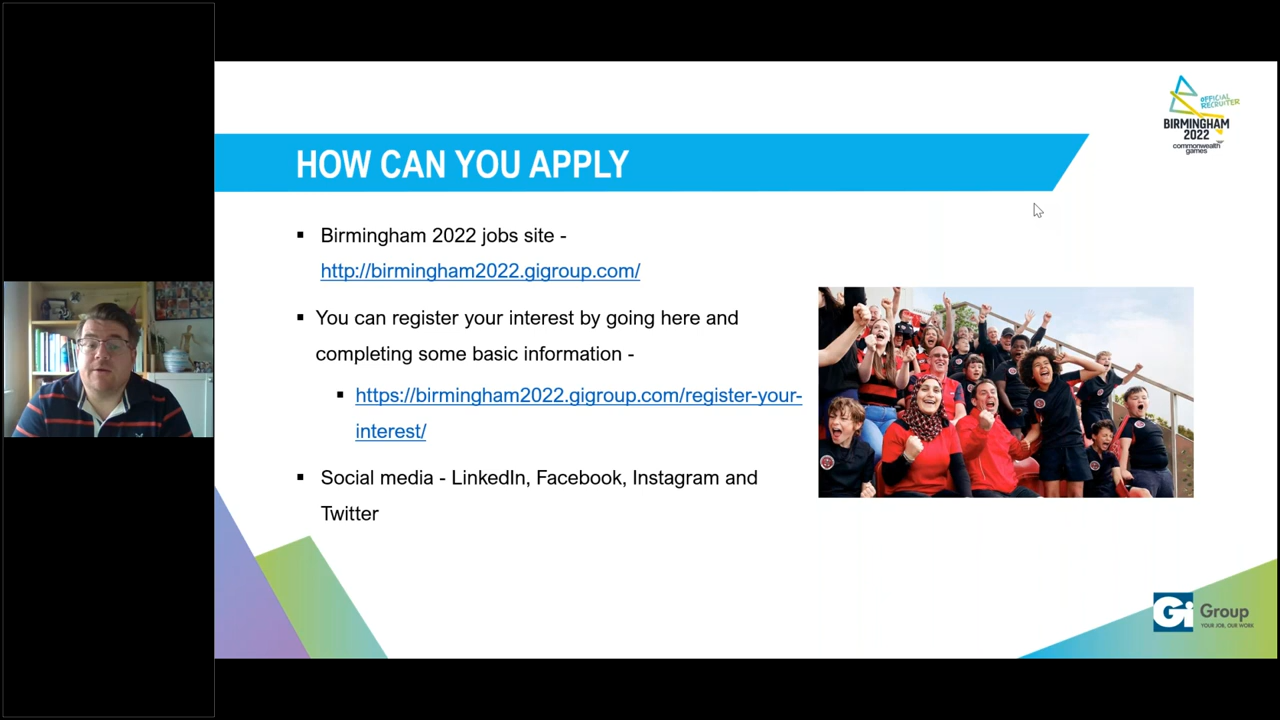 OFFICIAL
RECRUITER
BIRMINGHAM
2022
commonwealth
games
HOW CAN YOU APPLY
▪ Birmingham 2022 jobs site -
http://birmingham2022.gigroup.com/
▪ You can register your interest by going here and
completing some basic information -
▪ https://birmingham2022.gigroup.com/register-your-
interest/
▪ Social media - LinkedIn, Facebook, Instagram and
Twitter
Gi Group
YOUR JOB, OUR WORK